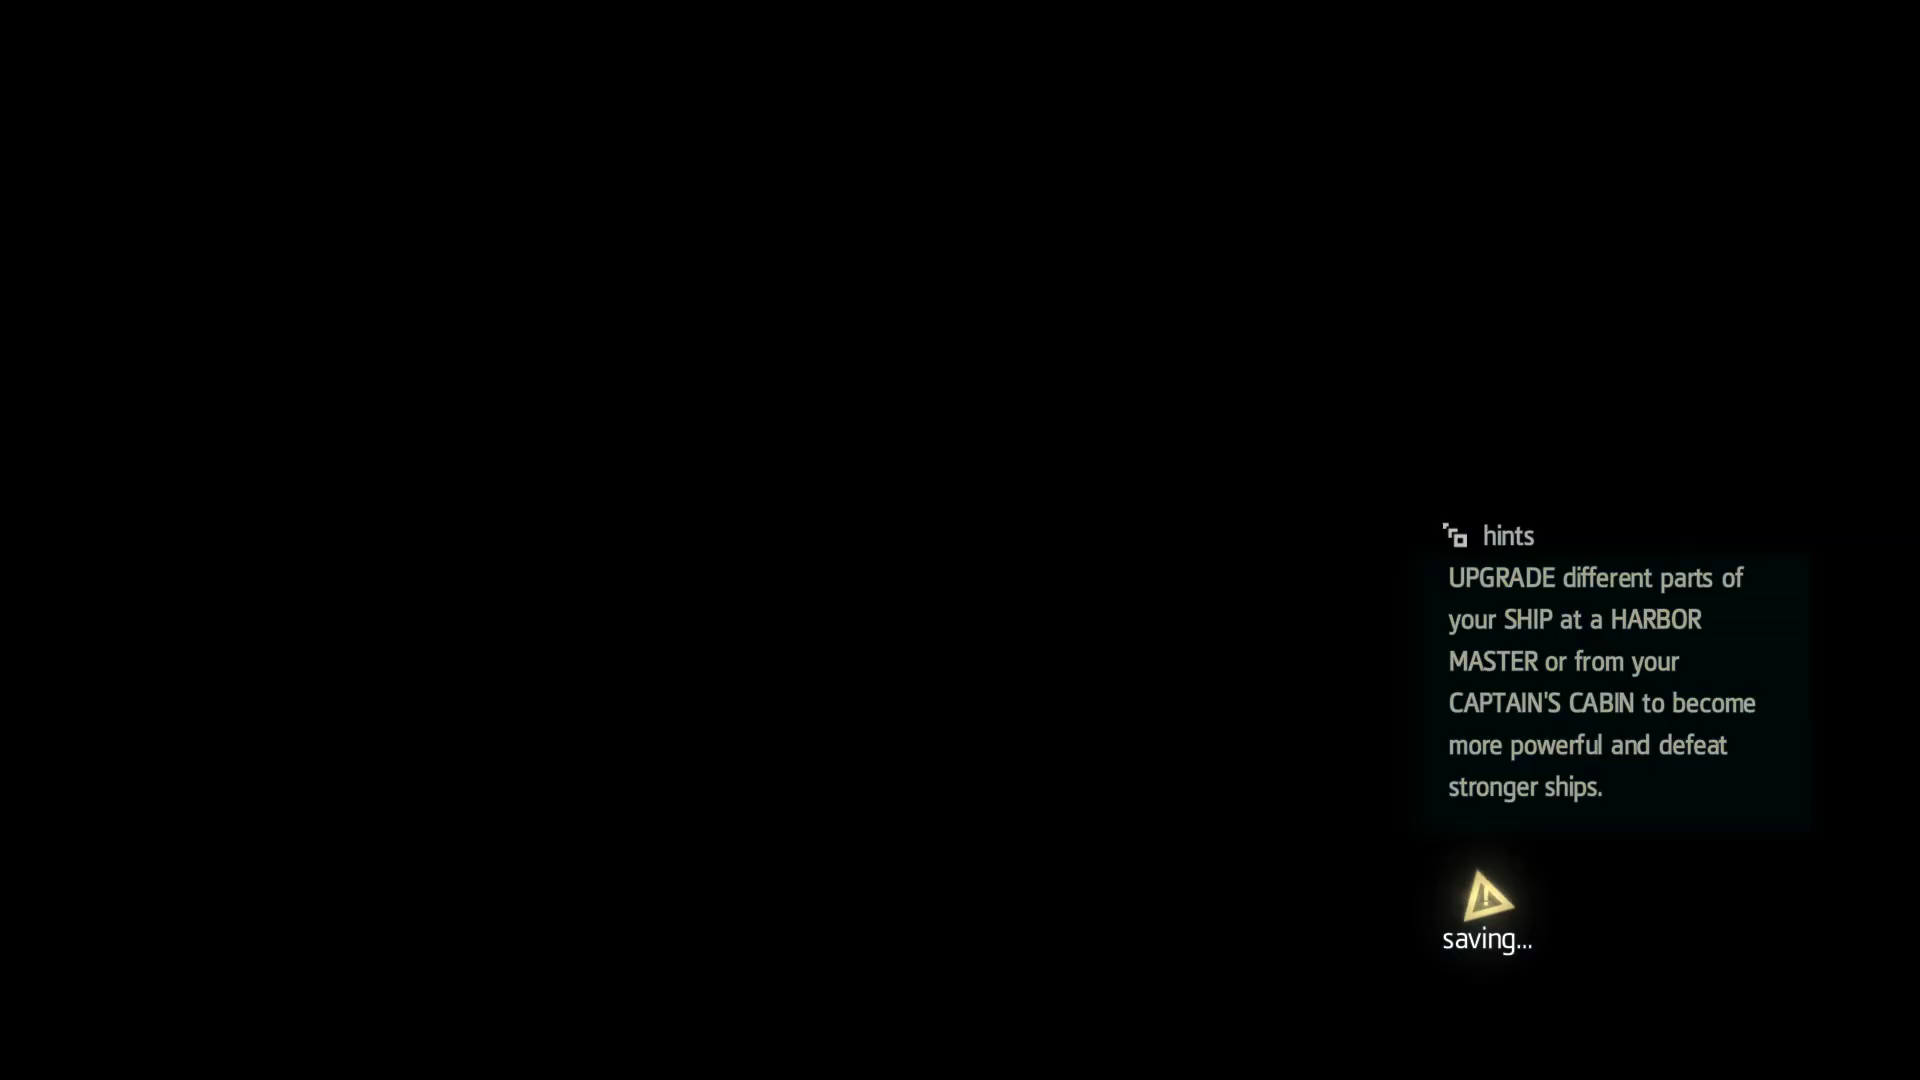 hints
UPGRADE different parts of
your SHIP at a HARBOR
MASTER or from your
CAPTAIN'S CABIN to become
more powerful and defeat
stronger ships.
saving...